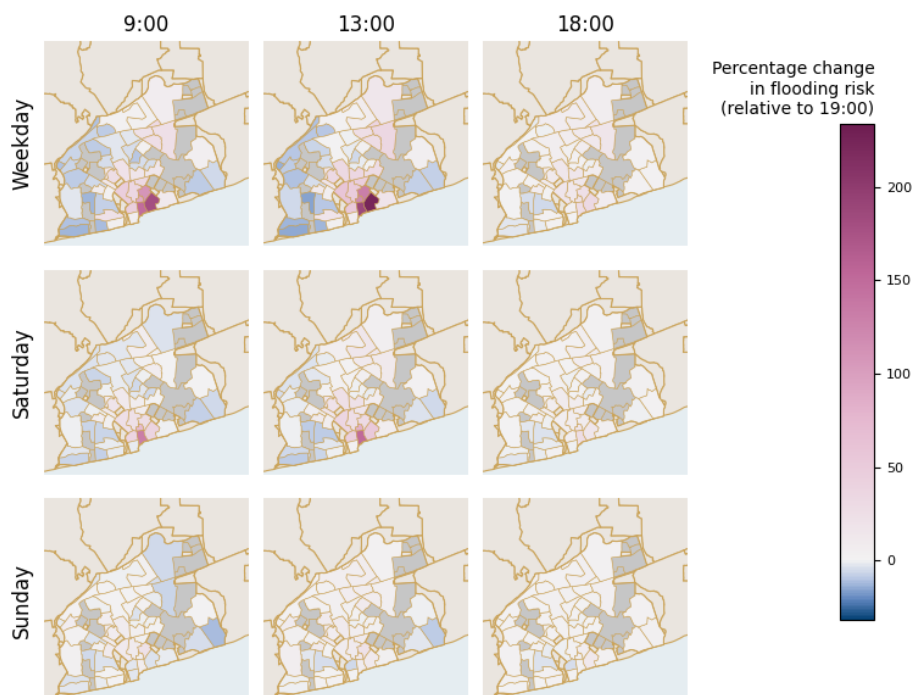 9:00
13:00
18:00
Percentage change
in flooding risk
(relative to 19:00)
Weekday
Saturday
Sunday
200
150
100
50
0